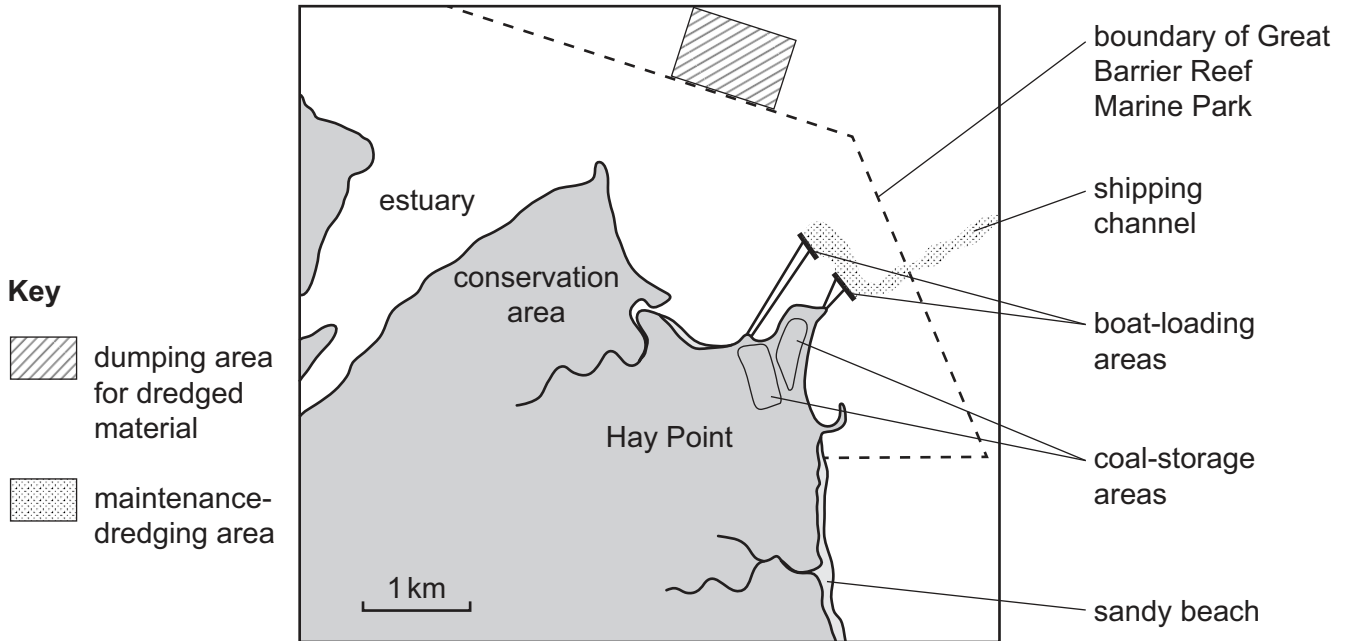 boundary of Great
Barrier Reef
Marine Park
shipping
channel
estuary
conservation
area
Key
dumping area
for dredged
material
maintenance-
dredging area
boat-loading
areas
Hay Point
coal-storage
areas
1 km
sandy beach